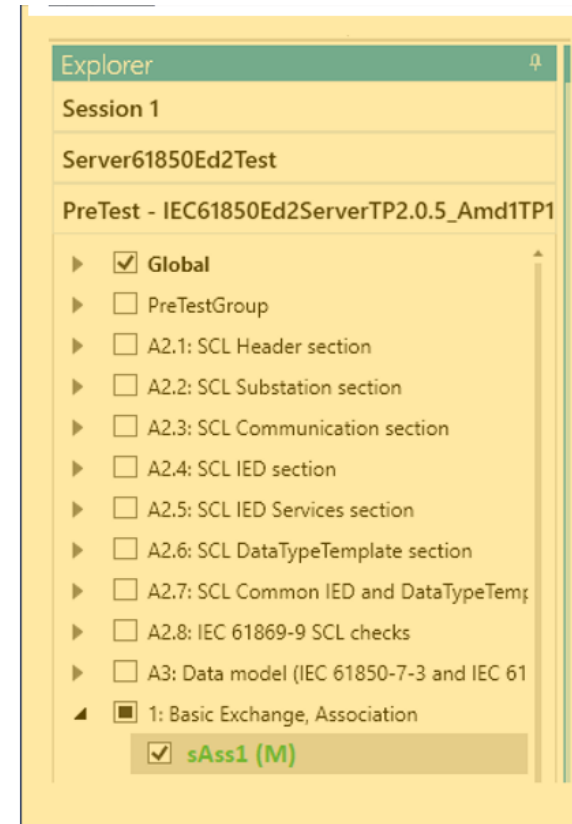 Explorer
Session 1
Server61850Ed2Test
PreTest - IEC61850Ed2ServerTP2.0.5_Amd1TP1
Global
PreTestGroup
A2.1: SCL Header section
A2.2: SCL Substation section
A2.3: SCL Communication section
A2.4: SCL IED section
A2.5: SCL IED Services section
A2.6: SCL DataTypeTemplate section
A2.7: SCL Common IED and DataTypeTemp
A2.8: IEC 61869-9 SCL checks
A3: Data model (IEC 61850-7-3 and IEC 61
1: Basic Exchange, Association
sAss1 (M)